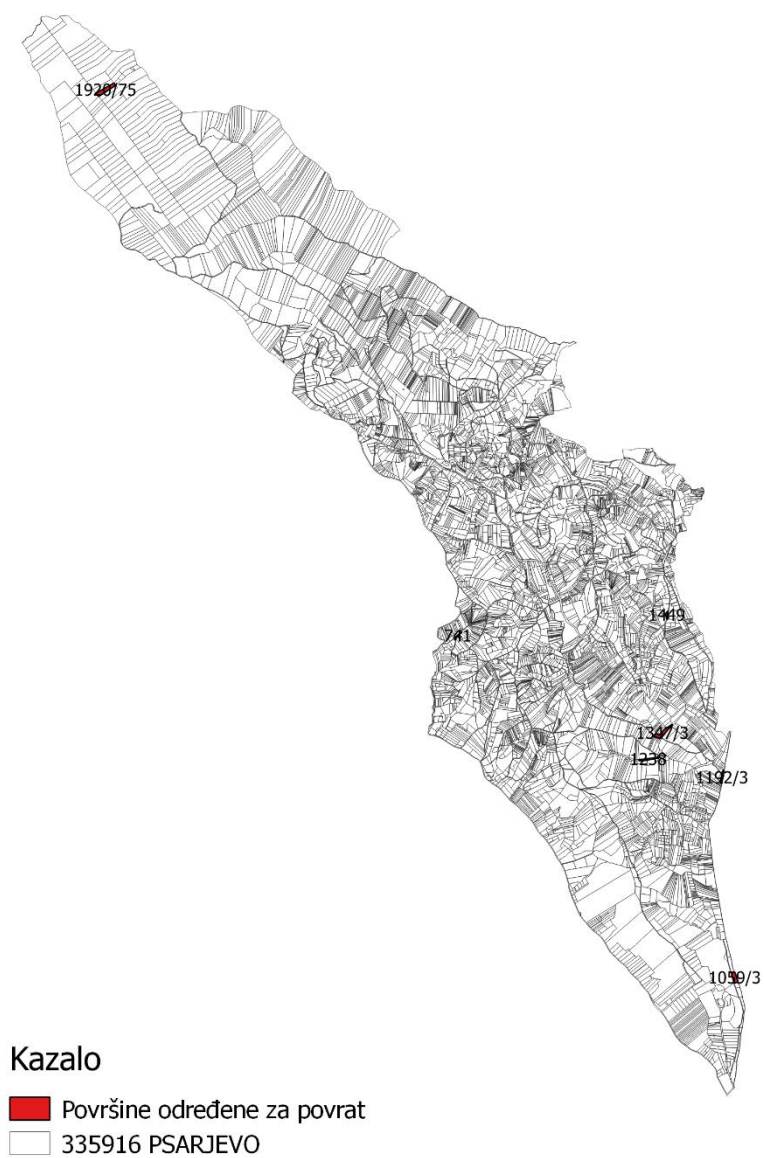 1920/75
1449
741
1347/3
1238
1192/3
1059/3
Kazalo
Površine određene za povrat
335916 PSARJEVO